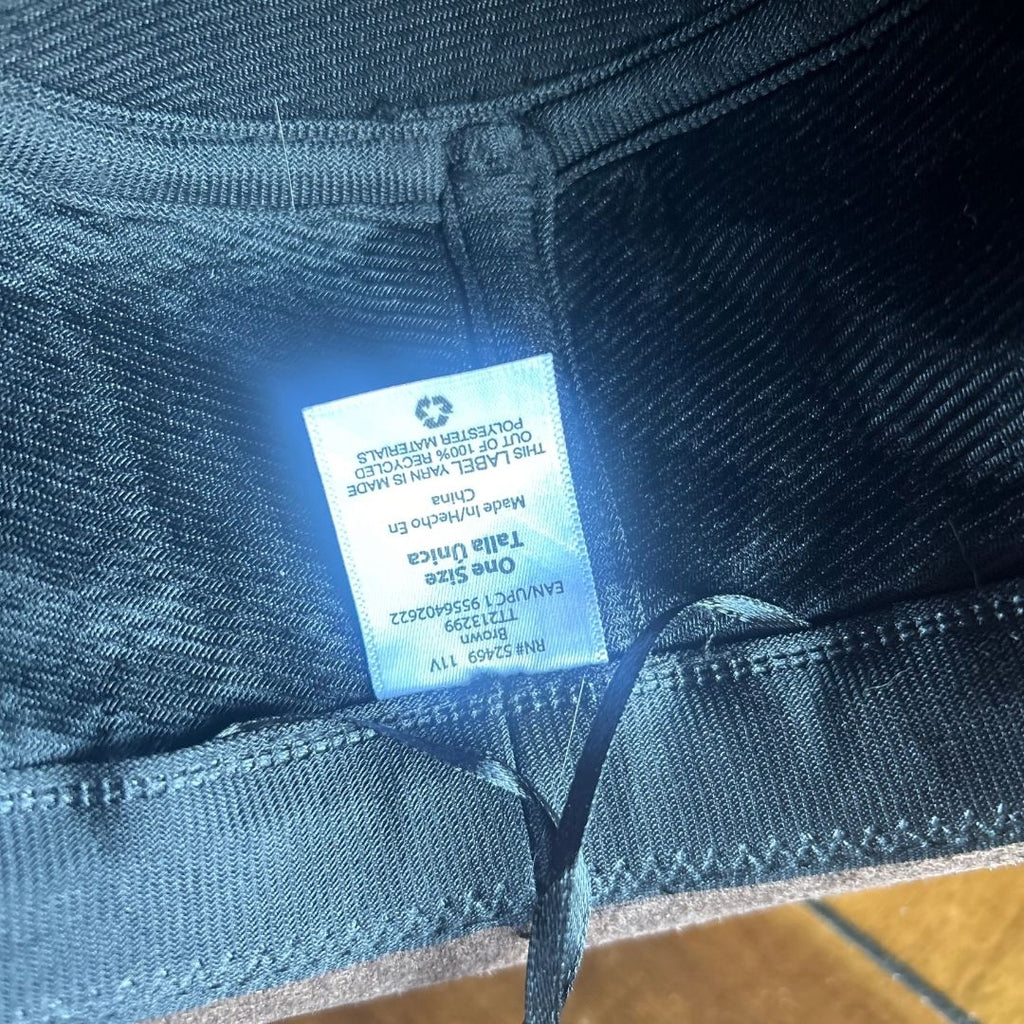 RN# 52469 11V
Brown
TT213299
EAN/UPC1 9556402622
One Size
Talla Única
Made In/Hecho En
China
THIS LABEL YARN IS MADE
OUT OF 100% RECYCLED
POLYESTER MATERIALS